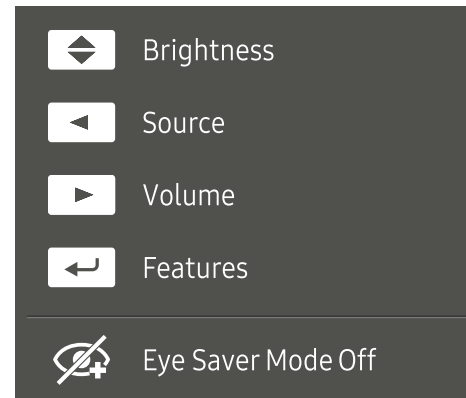 Brightness
Source
Volume
Features
Eye Saver Mode Off